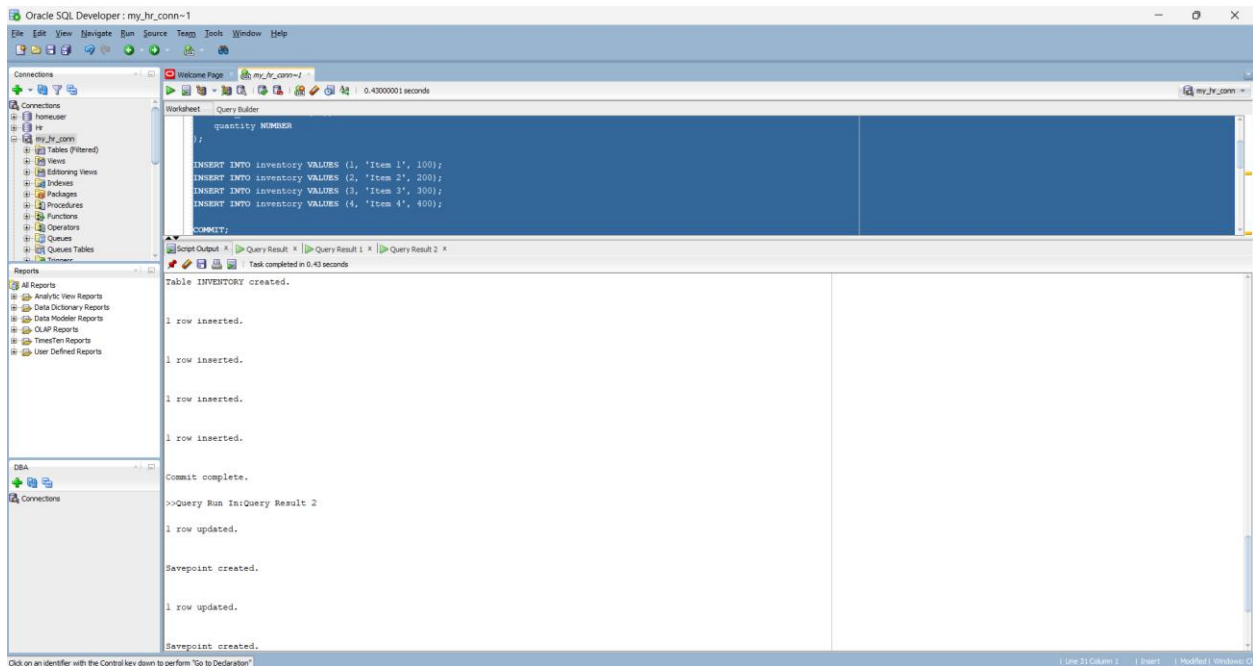 Oracle SQL Developer : my_hr_conn~1
File Edit View Navigate Run Source Team Tools Window Help
Connections
Connections
homeuser
Hr
my_hr_conn
Tables (Filtered)
Views
Editioning Views
Indexes
Packages
Procedures
Functions
Operators
Queues
Queues Tables
Triggers
Reports
All Reports
Analytic View Reports
Data Dictionary Reports
Data Modeler Reports
OLAP Reports
TimesTen Reports
User Defined Reports
DBA
Connections
Welcome Page my_hr_conn~1
0.43000001 seconds
my_hr_conn
Worksheet Query Builder
quantity NUMBER
);
INSERT INTO inventory VALUES (1, 'Item 1', 100);
INSERT INTO inventory VALUES (2, 'Item 2', 200);
INSERT INTO inventory VALUES (3, 'Item 3', 300);
INSERT INTO inventory VALUES (4, 'Item 4', 400);
COMMIT;
Script Output x Query Result x Query Result 1 x Query Result 2 x
Task completed in 0.43 seconds
Table INVENTORY created.
1 row inserted.
1 row inserted.
1 row inserted.
1 row inserted.
Commit complete.
>>Query Run In:Query Result 2
1 row updated.
Savepoint created.
1 row updated.
Savepoint created.
Click on an identifier with the Control key down to perform "Go to Declaration"
| Line 31 Column 1 | Insert | Modified | Windows: C